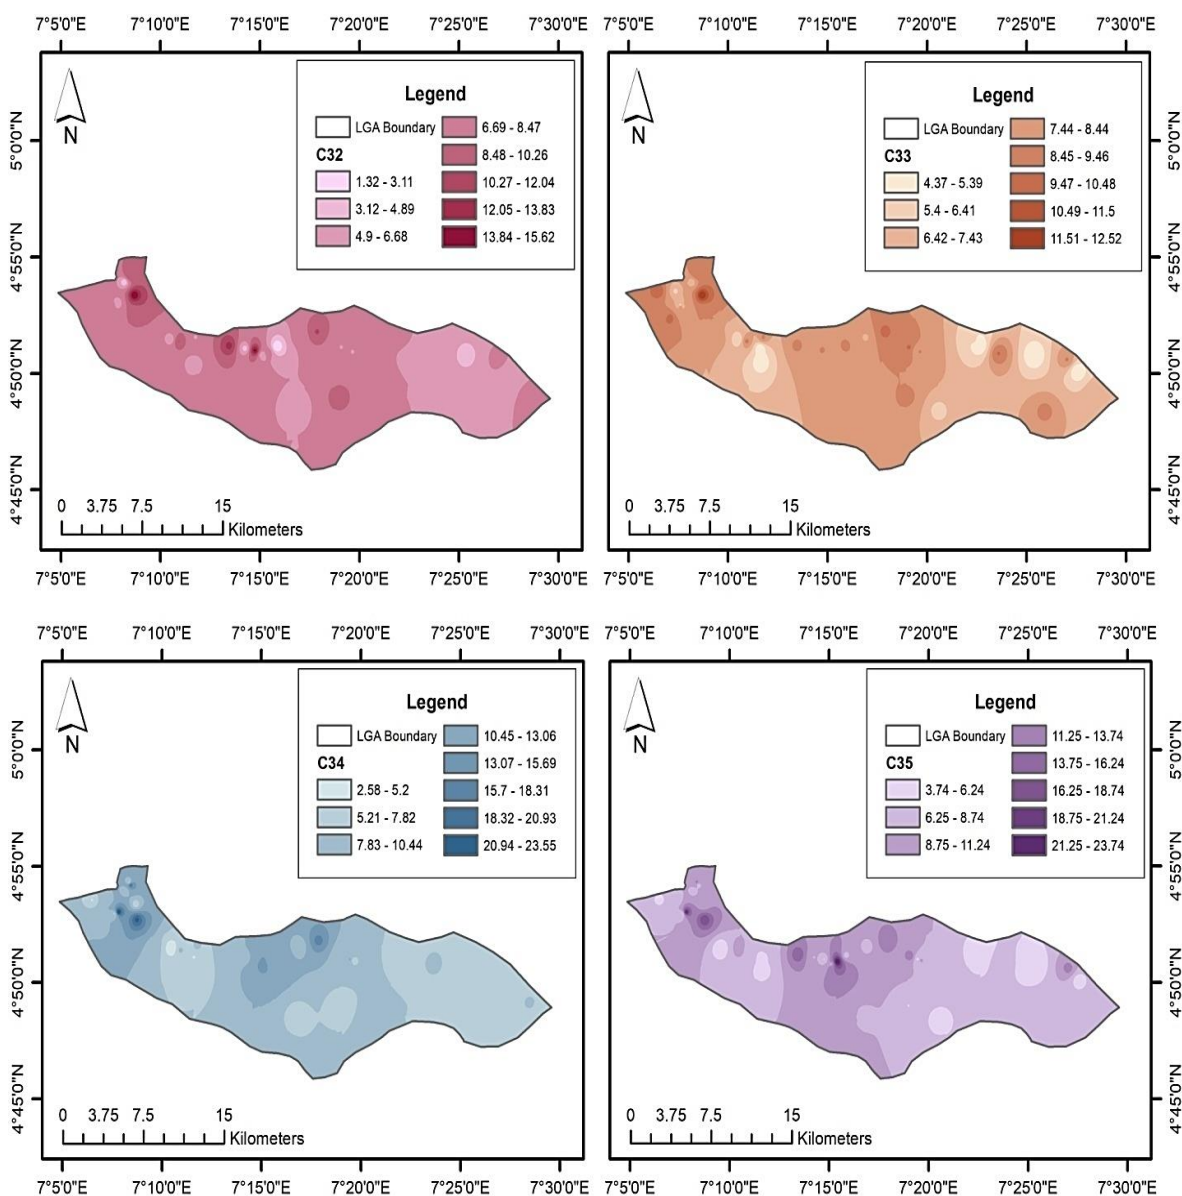 7°5'0"E 7°10'0"E 7°15'0"E 7°20'0"E 7°25'0"E 7°30'0"E
Legend
LGA Boundary
C32
1.32 - 3.11
3.12 - 4.89
4.9 - 6.68
6.69 - 8.47
8.48 - 10.26
10.27 - 12.04
12.05 - 13.83
13.84 - 15.62
N
5°0'0"N
4°55'0"N
4°50'0"N
4°45'0"N
0 3.75 7.5 15
Kilometers
7°5'0"E 7°10'0"E 7°15'0"E 7°20'0"E 7°25'0"E 7°30'0"E
7°5'0"E 7°10'0"E 7°15'0"E 7°20'0"E 7°25'0"E 7°30'0"E
Legend
LGA Boundary
C33
4.37 - 5.39
5.4 - 6.41
6.42 - 7.43
7.44 - 8.44
8.45 - 9.46
9.47 - 10.48
10.49 - 11.5
11.51 - 12.52
N
5°0'0"N
4°55'0"N
4°50'0"N
4°45'0"N
0 3.75 7.5 15
Kilometers
7°5'0"E 7°10'0"E 7°15'0"E 7°20'0"E 7°25'0"E 7°30'0"E
7°5'0"E 7°10'0"E 7°15'0"E 7°20'0"E 7°25'0"E 7°30'0"E
Legend
LGA Boundary
C34
2.58 - 5.2
5.21 - 7.82
7.83 - 10.44
10.45 - 13.06
13.07 - 15.69
15.7 - 18.31
18.32 - 20.93
20.94 - 23.55
N
5°0'0"N
4°55'0"N
4°50'0"N
4°45'0"N
0 3.75 7.5 15
Kilometers
7°5'0"E 7°10'0"E 7°15'0"E 7°20'0"E 7°25'0"E 7°30'0"E
7°5'0"E 7°10'0"E 7°15'0"E 7°20'0"E 7°25'0"E 7°30'0"E
Legend
LGA Boundary
C35
3.74 - 6.24
6.25 - 8.74
8.75 - 11.24
11.25 - 13.74
13.75 - 16.24
16.25 - 18.74
18.75 - 21.24
21.25 - 23.74
N
5°0'0"N
4°55'0"N
4°50'0"N
4°45'0"N
0 3.75 7.5 15
Kilometers
7°5'0"E 7°10'0"E 7°15'0"E 7°20'0"E 7°25'0"E 7°30'0"E